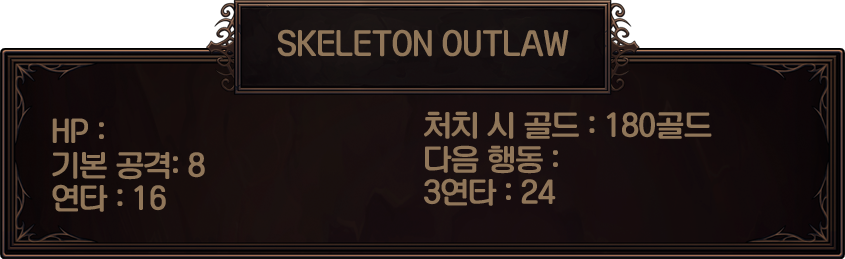 SKELETON OUTLAW
HP :
기본 공격: 8
연타 : 16
처치 시 골드 : 180골드
다음 행동 :
3연타 : 24